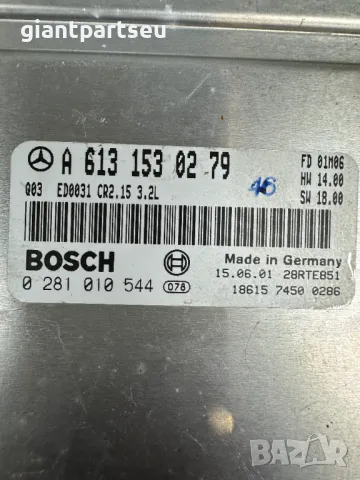 giantpartseu
A 613 153 02 79
46
FD 01M06
HW 14.00
SW 18.00
Q03 ED0031 CR2.15 3.2L
BOSCH
Made in Germany
15.06.01 28RTE851
0 281 010 544 078
18615 7450 0286
bazar.bg